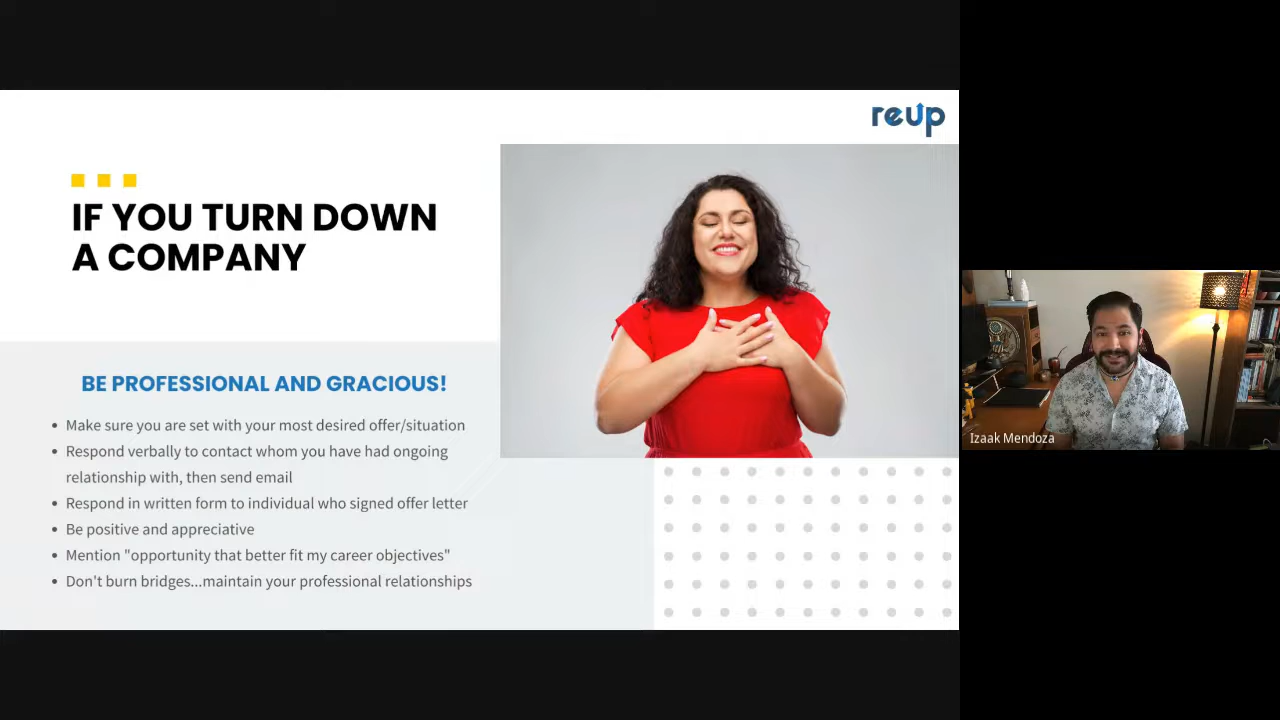 reup
IF YOU TURN DOWN
A COMPANY
BE PROFESSIONAL AND GRACIOUS!
• Make sure you are set with your most desired offer/situation
• Respond verbally to contact whom you have had ongoing
relationship with, then send email
• Respond in written form to individual who signed offer letter
• Be positive and appreciative
• Mention "opportunity that better fit my career objectives"
• Don't burn bridges...maintain your professional relationships
Izaak Mendoza